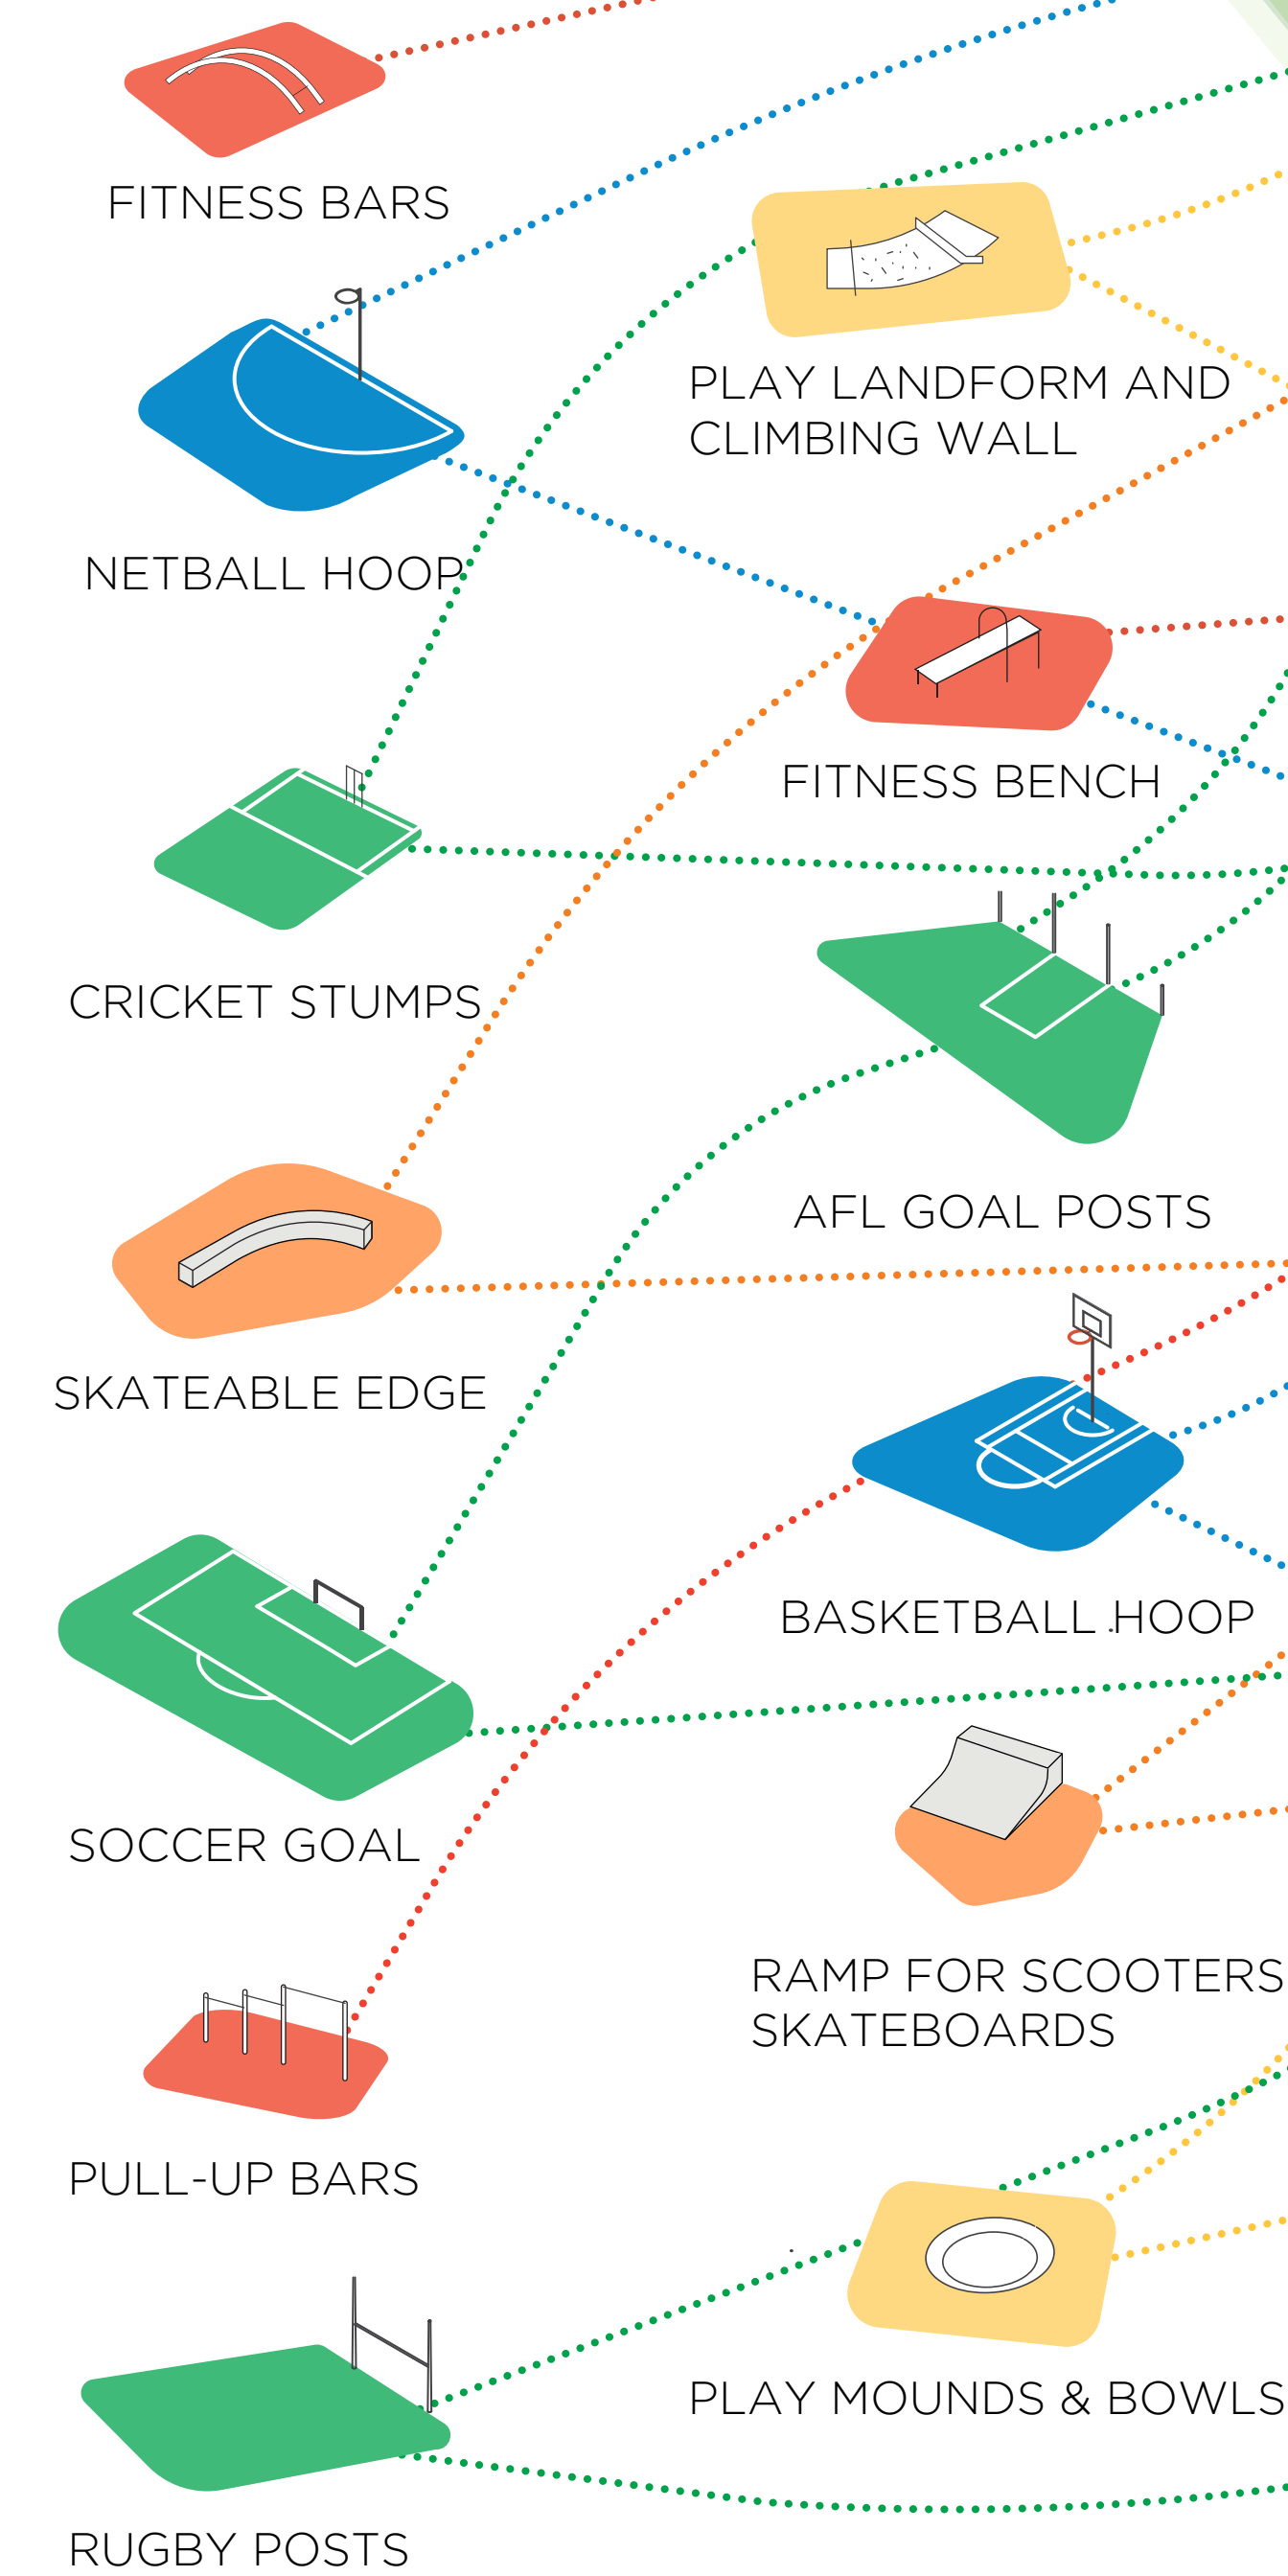 FITNESS BARS
PLAY LANDFORM AND
CLIMBING WALL
NETBALL HOOP
FITNESS BENCH
CRICKET STUMPS
AFL GOAL POSTS
SKATEABLE EDGE
BASKETBALL HOOP
SOCCER GOAL
RAMP FOR SCOOTERS
SKATEBOARDS
PULL-UP BARS
PLAY MOUNDS & BOWLS
RUGBY POSTS